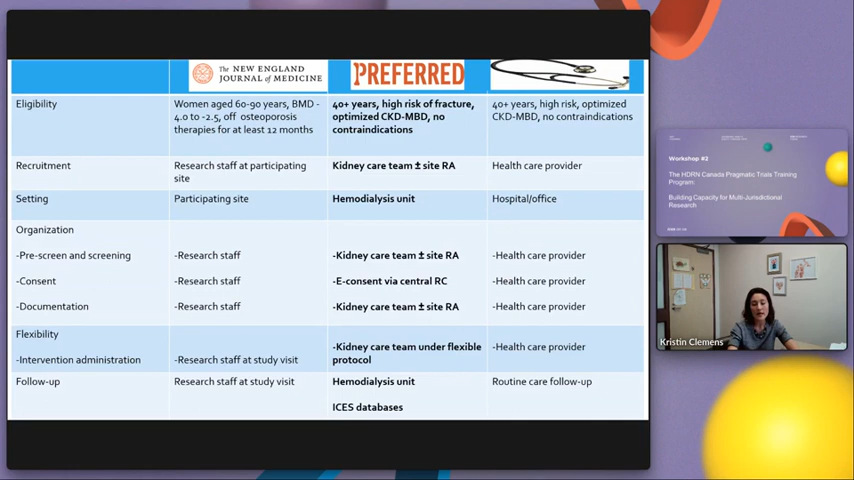 The NEW ENGLAND
JOURNAL of MEDICINE
PREFERRED
Eligibility
Women aged 60-90 years, BMD -
4.0 to -2.5, off osteoporosis
therapies for at least 12 months
40+ years, high risk of fracture,
optimized CKD-MBD, no
contraindications
40+ years, high risk, optimized
CKD-MBD, no contraindications
Recruitment
Research staff at participating
site
Kidney care team ± site RA
Health care provider
Setting
Participating site
Hemodialysis unit
Hospital/office
Organization
-Pre-screen and screening
-Research staff
-Kidney care team ± site RA
-Health care provider
-Consent
-Research staff
-E-consent via central RC
-Health care provider
-Documentation
-Research staff
-Kidney care team ± site RA
-Health care provider
Flexibility
-Intervention administration
-Research staff at study visit
-Kidney care team under flexible
protocol
-Health care provider
Follow-up
Research staff at study visit
Hemodialysis unit
ICES databases
Routine care follow-up
Workshop #2
The HDRN Canada Pragmatic Trials Training
Program:
Building Capacity for Multi-Jurisdictional
Research
Kristin Clemens